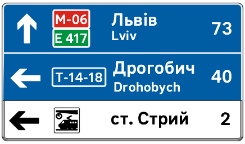 М-06 Львів 73
E 417 Lviv
Т-14-18 Дрогобич 40
Drohobych
ст. Стрий 2